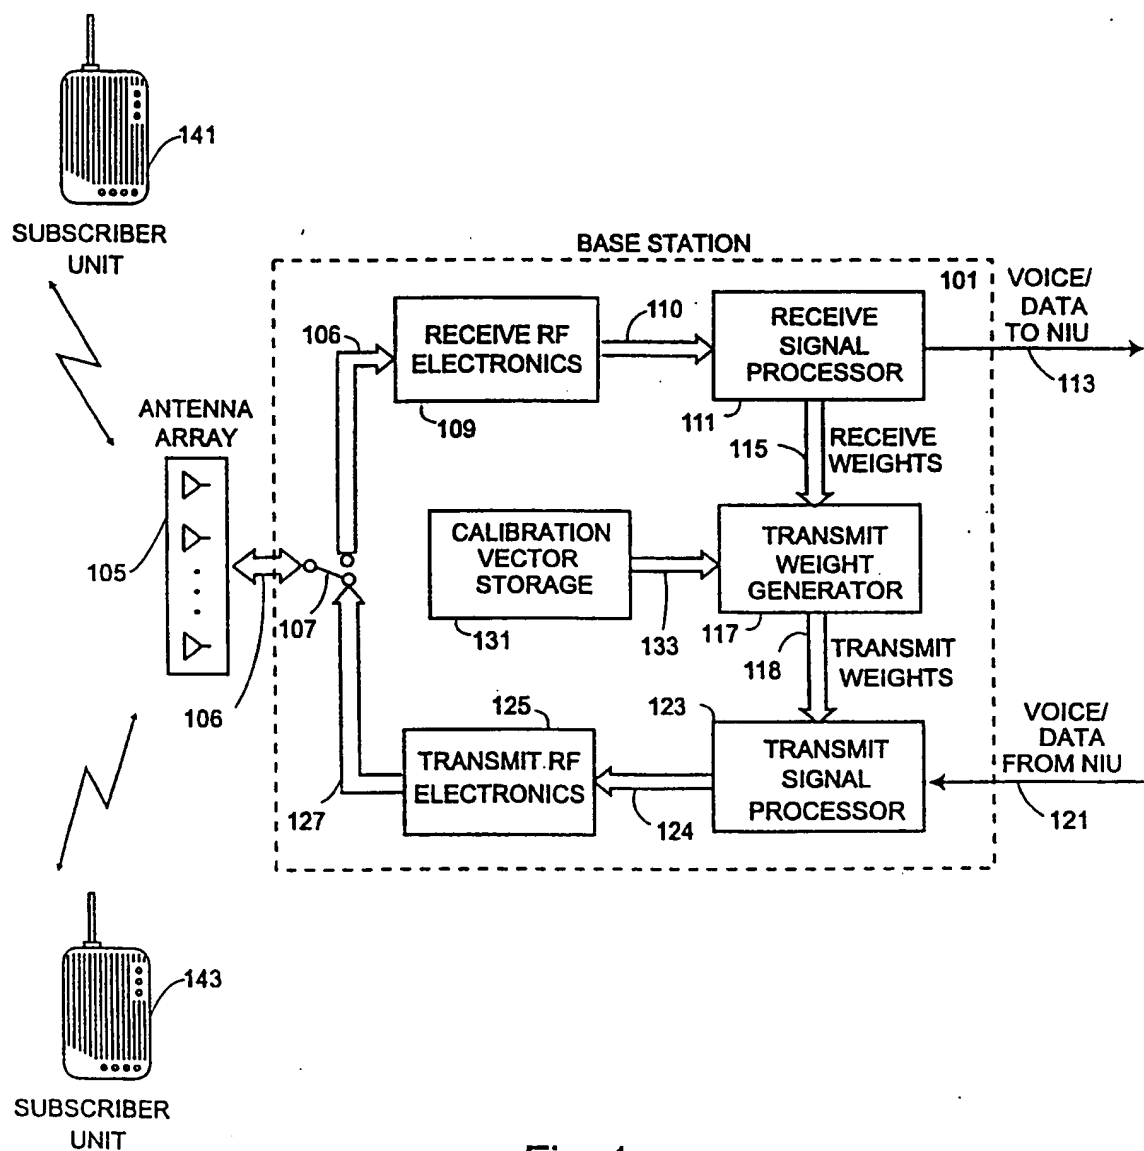 141
SUBSCRIBER
UNIT
BASE STATION
101
VOICE/
DATA
TO NIU
113
106
RECEIVE RF
ELECTRONICS
109
110
RECEIVE
SIGNAL
PROCESSOR
111
115
RECEIVE
WEIGHTS
ANTENNA
ARRAY
105
106
107
CALIBRATION
VECTOR
STORAGE
131
133
TRANSMIT
WEIGHT
GENERATOR
117
118
TRANSMIT
WEIGHTS
125
TRANSMIT RF
ELECTRONICS
127
124
123
TRANSMIT
SIGNAL
PROCESSOR
VOICE/
DATA
FROM NIU
121
143
SUBSCRIBER
UNIT